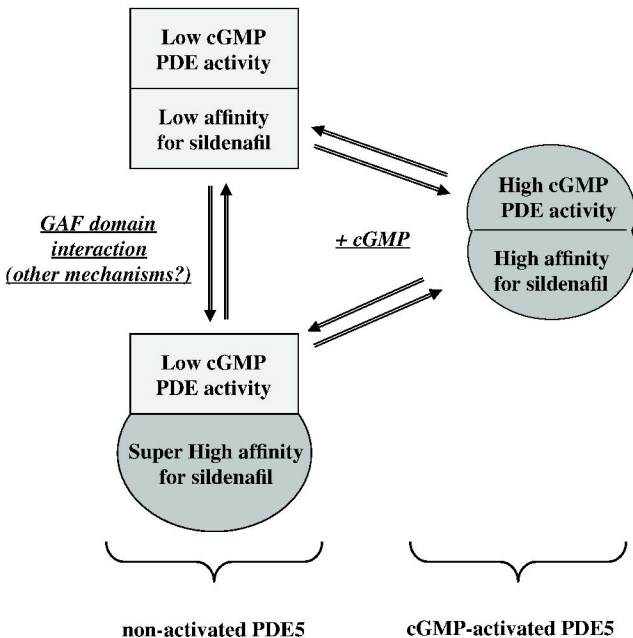 Low cGMP
PDE activity
Low affinity
for sildenafil
High cGMP
PDE activity
High affinity
for sildenafil
GAF domain
interaction
(other mechanisms?)
+ cGMP
Low cGMP
PDE activity
Super High affinity
for sildenafil
non-activated PDE5
cGMP-activated PDE5